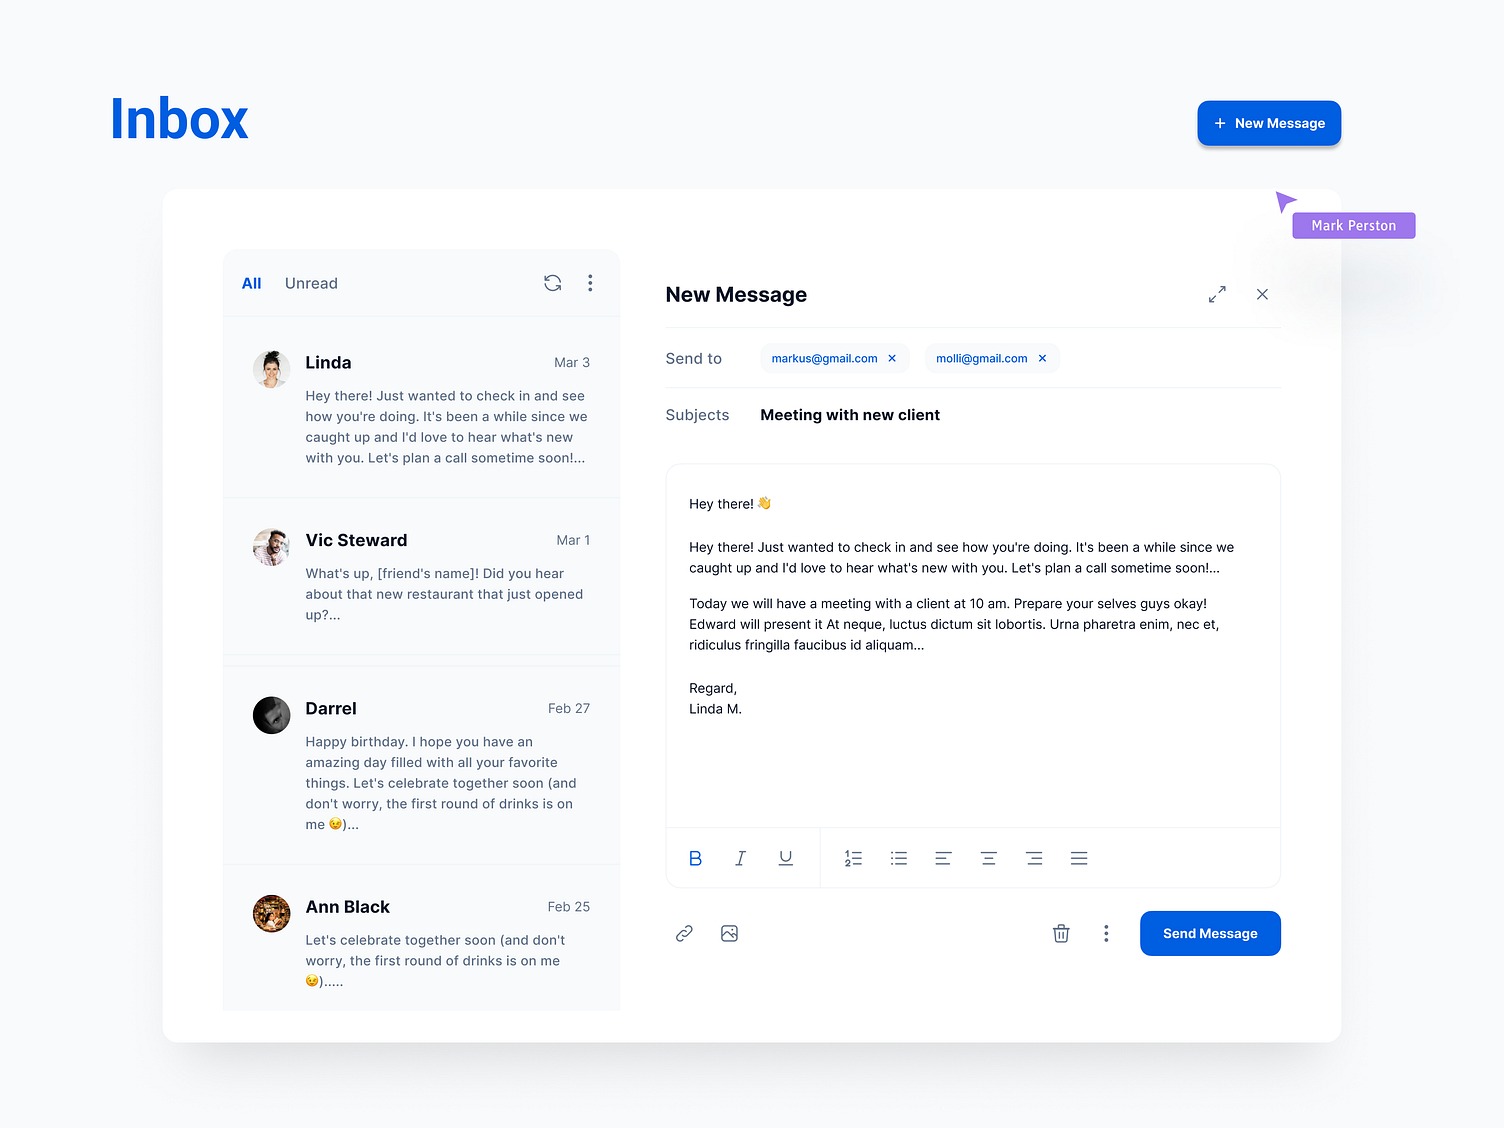 Inbox
+ New Message
Mark Perston
All Unread
Linda Mar 3
Hey there! Just wanted to check in and see
how you're doing. It's been a while since we
caught up and I'd love to hear what's new
with you. Let's plan a call sometime soon!...
Vic Steward Mar 1
What's up, [friend's name]! Did you hear
about that new restaurant that just opened
up?...
Darrel Feb 27
Happy birthday. I hope you have an
amazing day filled with all your favorite
things. Let's celebrate together soon (and
don't worry, the first round of drinks is on
me 😉)...
Ann Black Feb 25
Let's celebrate together soon (and don't
worry, the first round of drinks is on me
😉).....
New Message
Send to markus@gmail.com × molli@gmail.com ×
Subjects Meeting with new client
Hey there! 👋
Hey there! Just wanted to check in and see how you're doing. It's been a while since we
caught up and I'd love to hear what's new with you. Let's plan a call sometime soon!...
Today we will have a meeting with a client at 10 am. Prepare your selves guys okay!
Edward will present it At neque, luctus dictum sit lobortis. Urna pharetra enim, nec et,
ridiculus fringilla faucibus id aliquam...
Regard,
Linda M.
B I U
Send Message